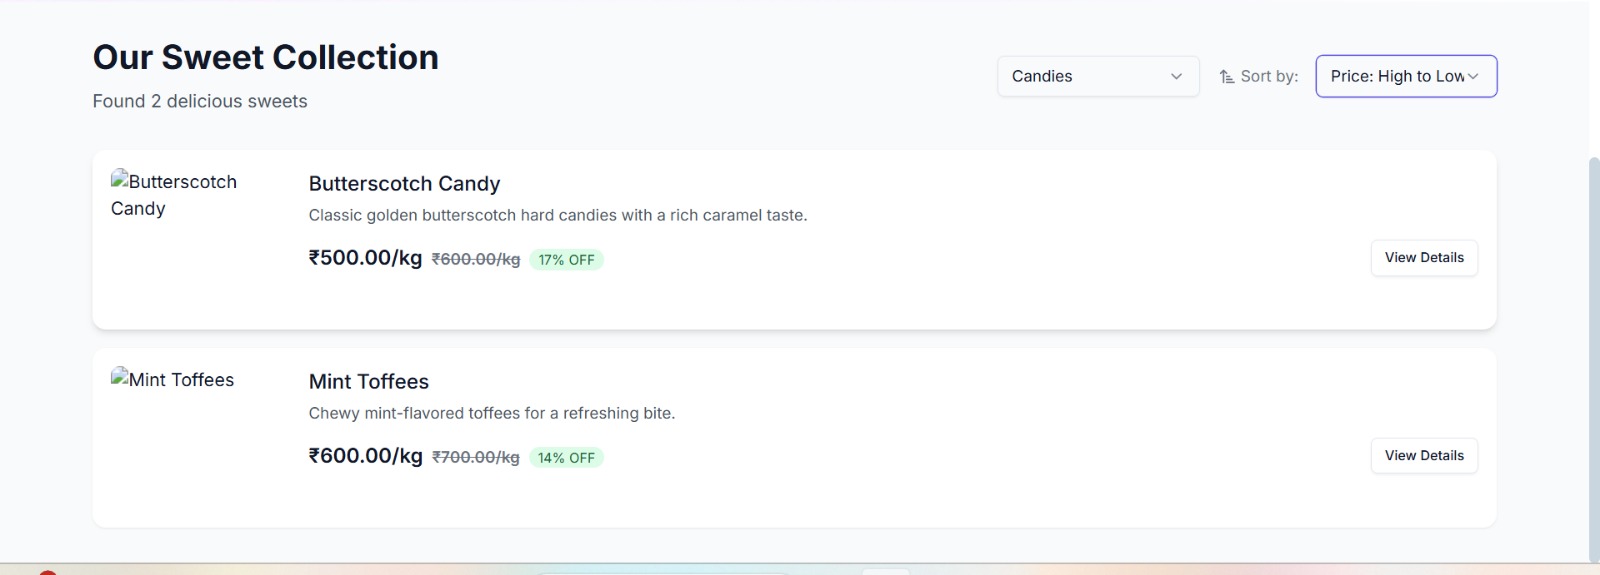 Our Sweet Collection
Found 2 delicious sweets
Candies
Sort by:
Price: High to Low
Butterscotch
Candy
Butterscotch Candy
Classic golden butterscotch hard candies with a rich caramel taste.
₹500.00/kg ₹600.00/kg 17% OFF
View Details
Mint Toffees
Mint Toffees
Chewy mint-flavored toffees for a refreshing bite.
₹600.00/kg ₹700.00/kg 14% OFF
View Details